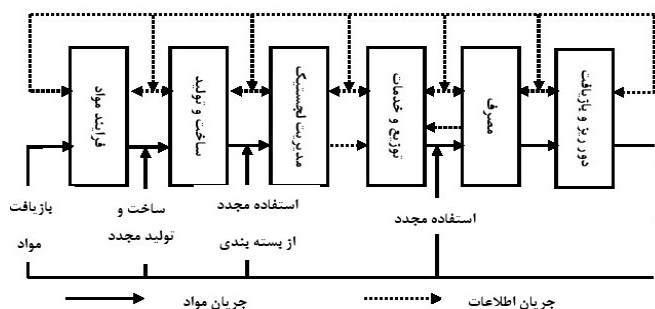 فرایند مواد
ساخت و تولید
مدیریت لجستیک
توزیع و خدمات
مصرف
دور ریز و بازیافت
بازیافت
مواد
ساخت و
تولید مجدد
استفاده مجدد
از بسته بندی
استفاده مجدد
جریان مواد
جریان اطلاعات